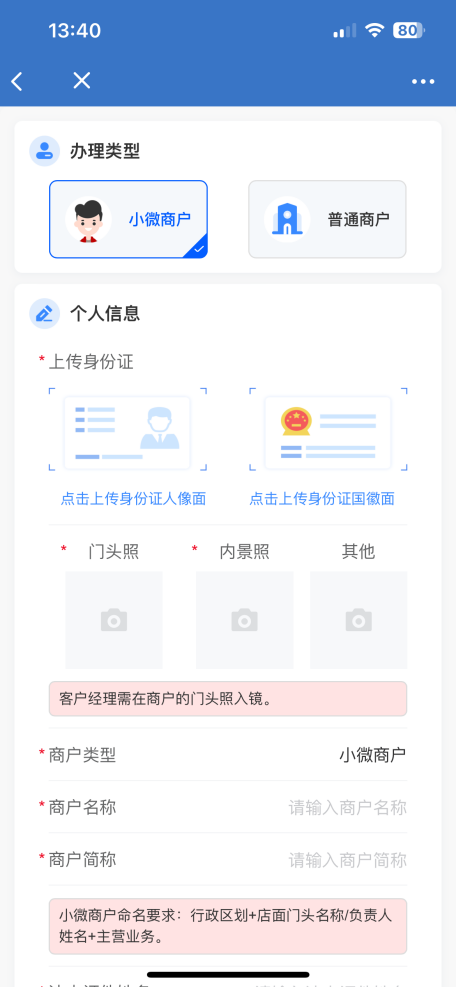 13:40
80
办理类型
小微商户
普通商户
个人信息
*上传身份证
点击上传身份证人像面
点击上传身份证国徽面
* 门头照
* 内景照
其他
客户经理需在商户的门头照入镜。
*商户类型
小微商户
*商户名称
请输入商户名称
*商户简称
请输入商户简称
小微商户命名要求：行政区划+店面门头名称/负责人
姓名+主营业务。